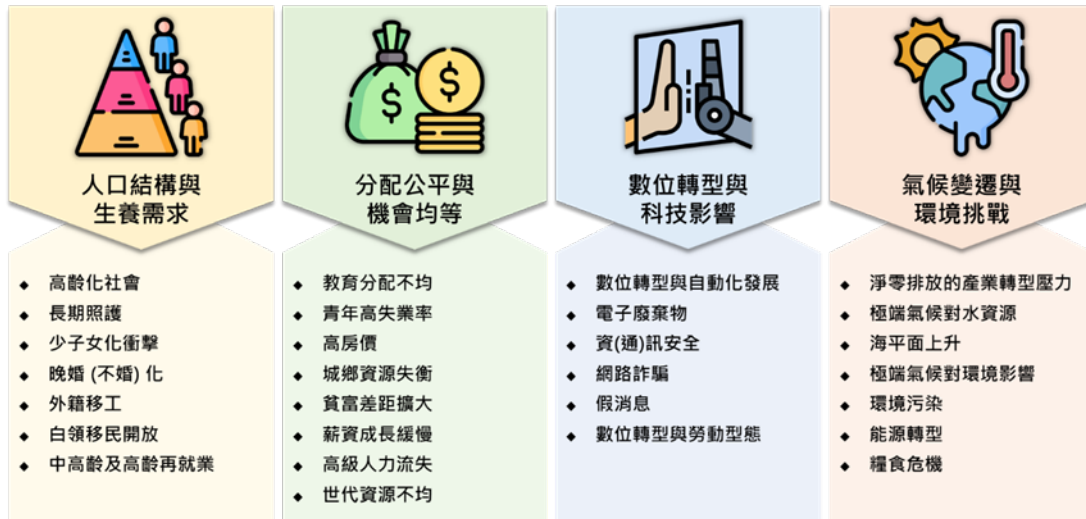 人口結構與
生養需求
高齡化社會
長期照護
少子女化衝擊
晚婚 (不婚) 化
外籍移工
白領移民開放
中高齡及高齡再就業
分配公平與
機會均等
教育分配不均
青年高失業率
高房價
城鄉資源失衡
貧富差距擴大
薪資成長緩慢
高級人力流失
世代資源不均
數位轉型與
科技影響
數位轉型與自動化發展
電子廢棄物
資(通)訊安全
網路詐騙
假消息
數位轉型與勞動型態
氣候變遷與
環境挑戰
淨零排放的產業轉型壓力
極端氣候對水資源
海平面上升
極端氣候對環境影響
環境污染
能源轉型
糧食危機